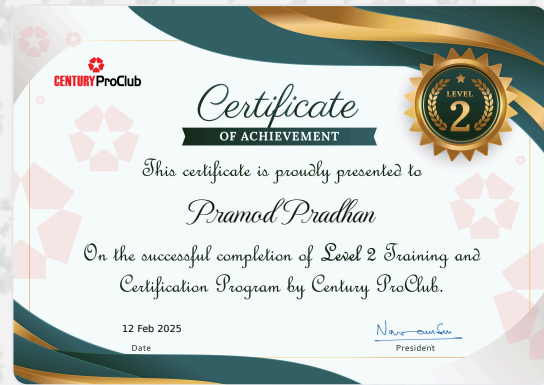 CENTURY ProClub
Certificate
OF ACHIEVEMENT
LEVEL
2
This certificate is proudly presented to
Pramod Pradhan
On the successful completion of Level 2 Training and
Certification Program by Century ProClub.
12 Feb 2025
Date
President